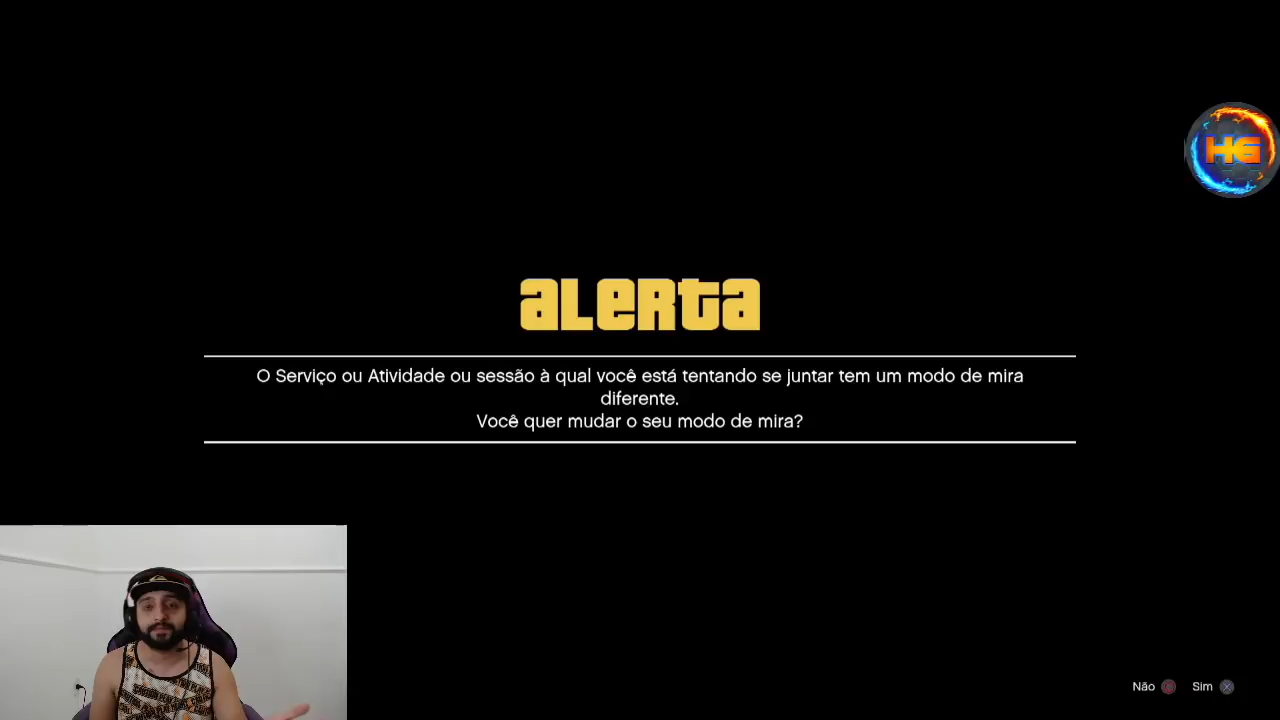 HG
alerta
O Serviço ou Atividade ou sessão à qual você está tentando se juntar tem um modo de mira
diferente.
Você quer mudar o seu modo de mira?
Não Sim